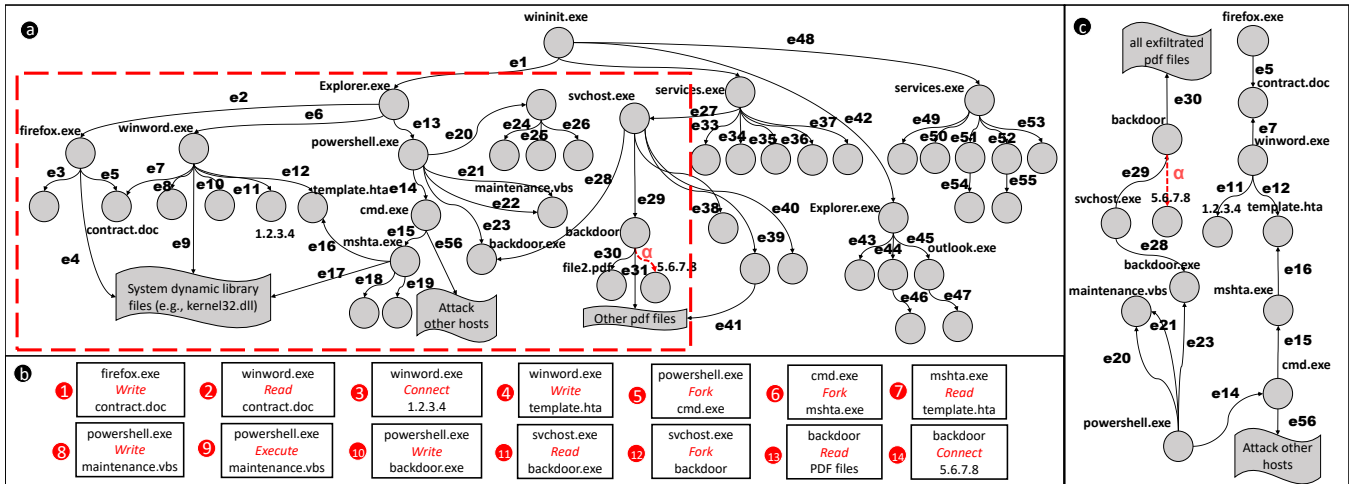 a
wininit.exe
e48
e1
Explorer.exe
e2
e6
svchost.exe
services.exe
services.exe
e27
firefox.exe
winword.exe
e13
e20
e24
e25
e26
e33
e34
e35
e36
e37
e42
e49
e50
e51
e52
e53
powershell.exe
e3
e5
e7
e8
e10
e11
e12
e21
maintenance.vbs
e28
e54
e55
template.hta
e14
e22
e29
e38
e40
contract.doc
1.2.3.4
cmd.exe
e23
Explorer.exe
e9
e15
e56
backdoor
e39
e16
mshta.exe
backdoor.exe
e43
e44
e45
outlook.exe
e4
e30
α
file2.pdf
e31
5.6.7.8
e17
e18
e19
System dynamic library
files (e.g., kernel32.dll)
Attack
other hosts
Other pdf files
e41
e46
e47
b
1
firefox.exe
Write
contract.doc
2
winword.exe
Read
contract.doc
3
winword.exe
Connect
1.2.3.4
4
winword.exe
Write
template.hta
5
powershell.exe
Fork
cmd.exe
6
cmd.exe
Fork
mshta.exe
7
mshta.exe
Read
template.hta
8
powershell.exe
Write
maintenance.vbs
9
powershell.exe
Execute
maintenance.vbs
10
powershell.exe
Write
backdoor.exe
11
svchost.exe
Read
backdoor.exe
12
svchost.exe
Fork
backdoor
13
backdoor
Read
PDF files
14
backdoor
Connect
5.6.7.8
c
firefox.exe
all exfiltrated
pdf files
e5
contract.doc
e30
backdoor
e7
winword.exe
e29
α
e11
e12
svchost.exe
5.6.7.8
1.2.3.4
template.hta
e28
backdoor.exe
e16
maintenance.vbs
mshta.exe
e21
e23
e15
e20
cmd.exe
e14
powershell.exe
e56
Attack other
hosts